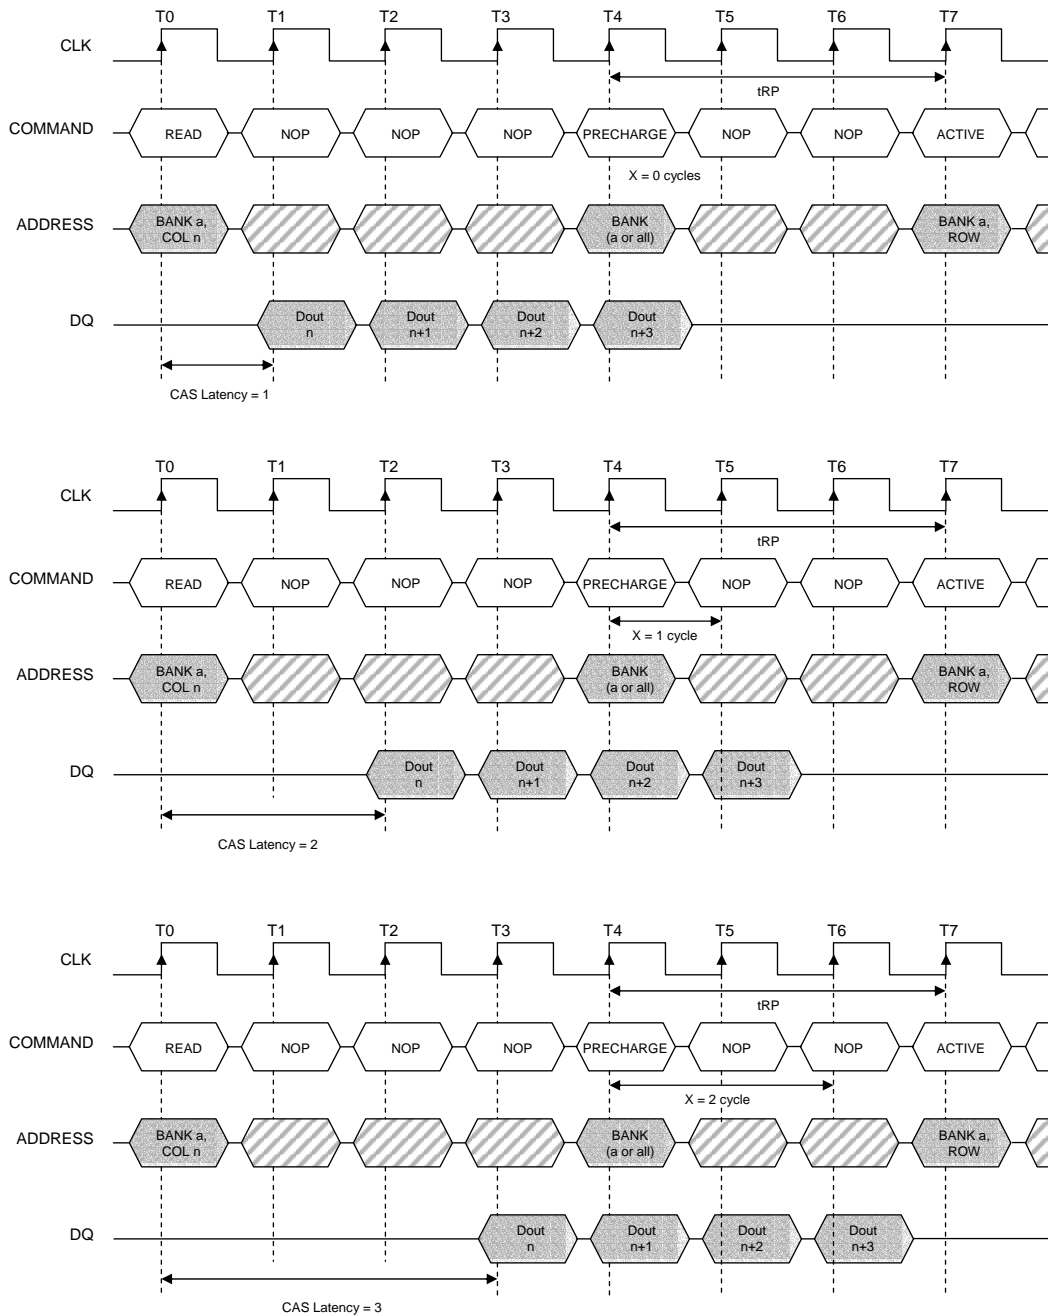 T0 T1 T2 T3 T4 T5 T6 T7
CLK
tRP
COMMAND READ NOP NOP NOP PRECHARGE NOP NOP ACTIVE
X = 0 cycles
ADDRESS BANK a, COL n BANK (a or all) BANK a, ROW
DQ Dout n Dout n+1 Dout n+2 Dout n+3
CAS Latency = 1
T0 T1 T2 T3 T4 T5 T6 T7
CLK
tRP
COMMAND READ NOP NOP NOP PRECHARGE NOP NOP ACTIVE
X = 1 cycle
ADDRESS BANK a, COL n BANK (a or all) BANK a, ROW
DQ Dout n Dout n+1 Dout n+2 Dout n+3
CAS Latency = 2
T0 T1 T2 T3 T4 T5 T6 T7
CLK
tRP
COMMAND READ NOP NOP NOP PRECHARGE NOP NOP ACTIVE
X = 2 cycle
ADDRESS BANK a, COL n BANK (a or all) BANK a, ROW
DQ Dout n Dout n+1 Dout n+2 Dout n+3
CAS Latency = 3